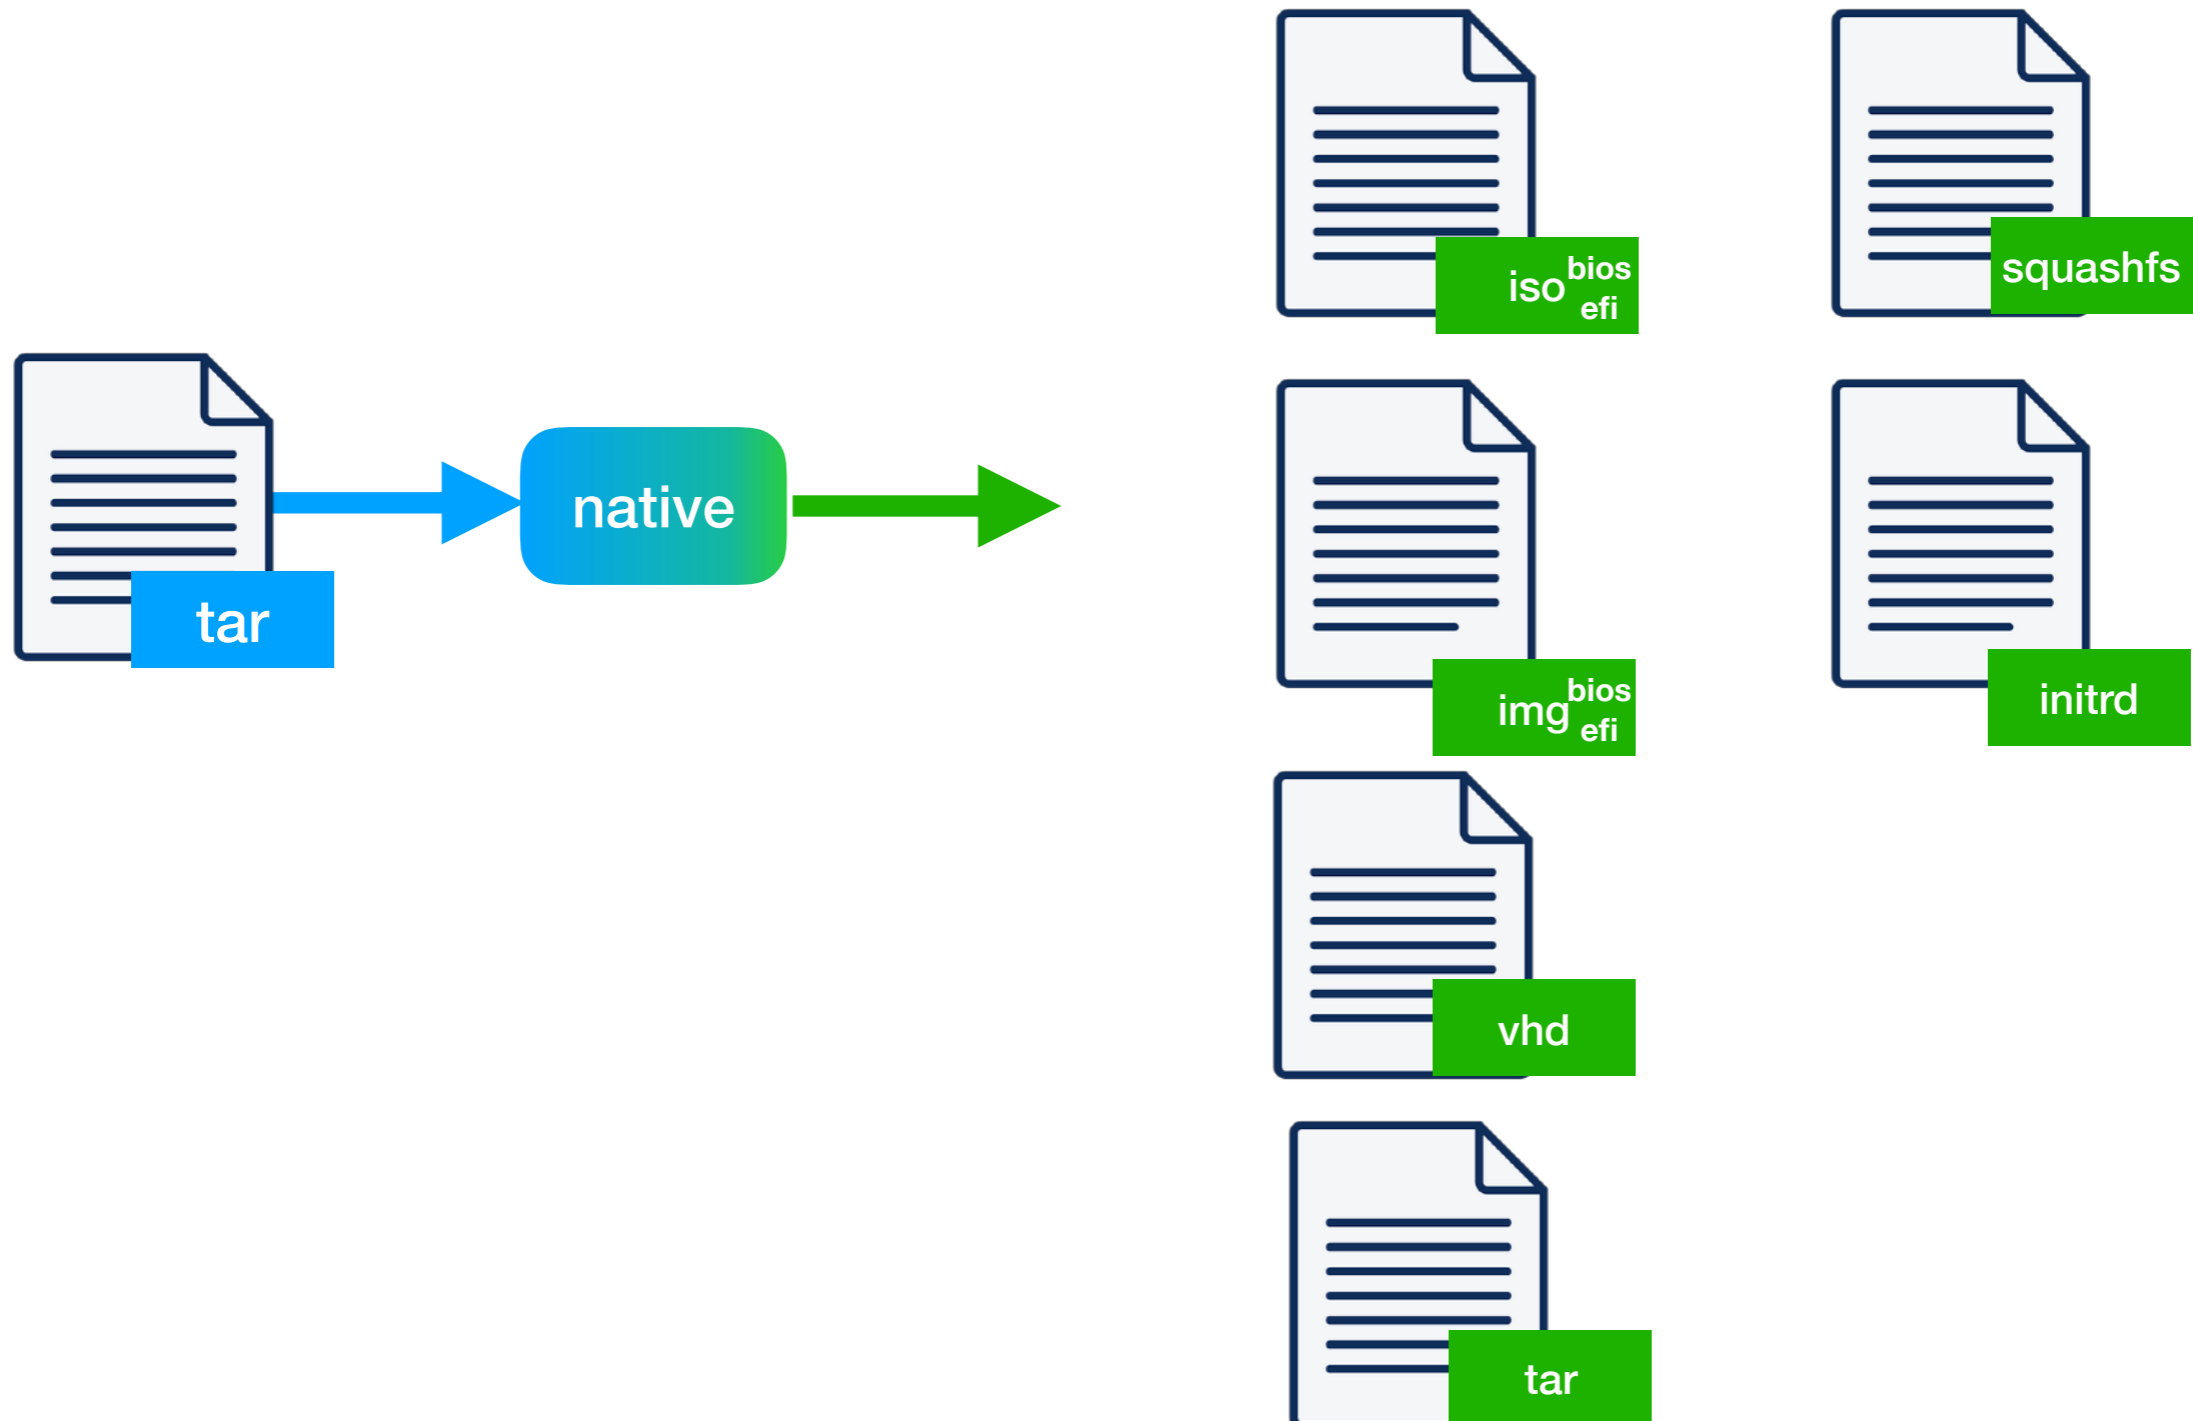 tar
native
iso
bios
efi
squashfs
img
bios
efi
initrd
vhd
tar